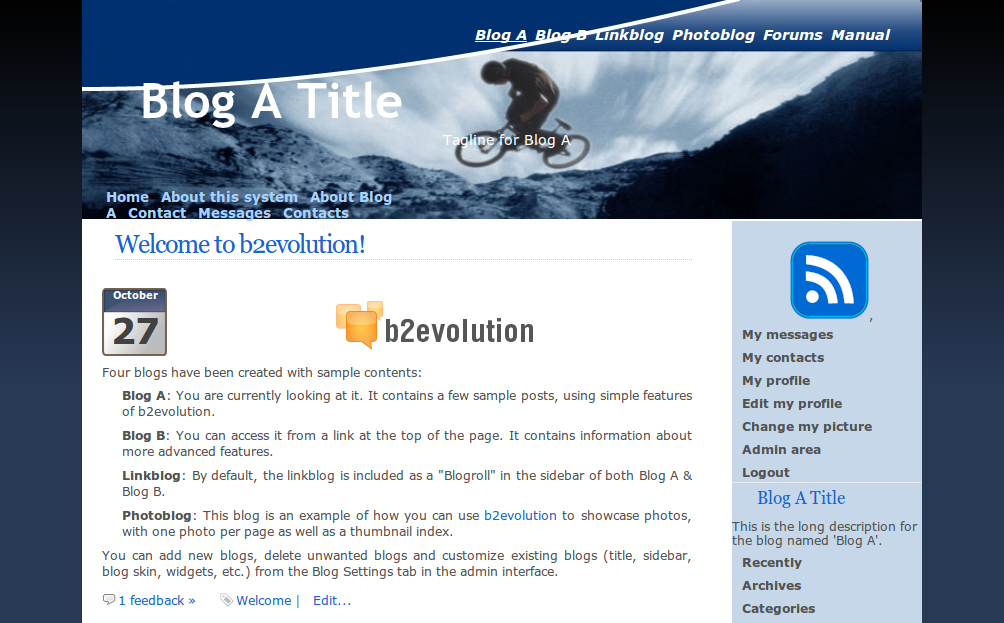 Blog A Blog B Linkblog Photoblog Forums Manual
Blog A Title
Tagline for Blog A
Home About this system About Blog
A Contact Messages Contacts
Welcome to b2evolution!
October
27
b2evolution
Four blogs have been created with sample contents:
Blog A: You are currently looking at it. It contains a few sample posts, using simple features
of b2evolution.
Blog B: You can access it from a link at the top of the page. It contains information about
more advanced features.
Linkblog: By default, the linkblog is included as a "Blogroll" in the sidebar of both Blog A &
Blog B.
Photoblog: This blog is an example of how you can use b2evolution to showcase photos,
with one photo per page as well as a thumbnail index.
You can add new blogs, delete unwanted blogs and customize existing blogs (title, sidebar,
blog skin, widgets, etc.) from the Blog Settings tab in the admin interface.
1 feedback » Welcome | Edit...
,
My messages
My contacts
My profile
Edit my profile
Change my picture
Admin area
Logout
Blog A Title
This is the long description for
the blog named 'Blog A'.
Recently
Archives
Categories